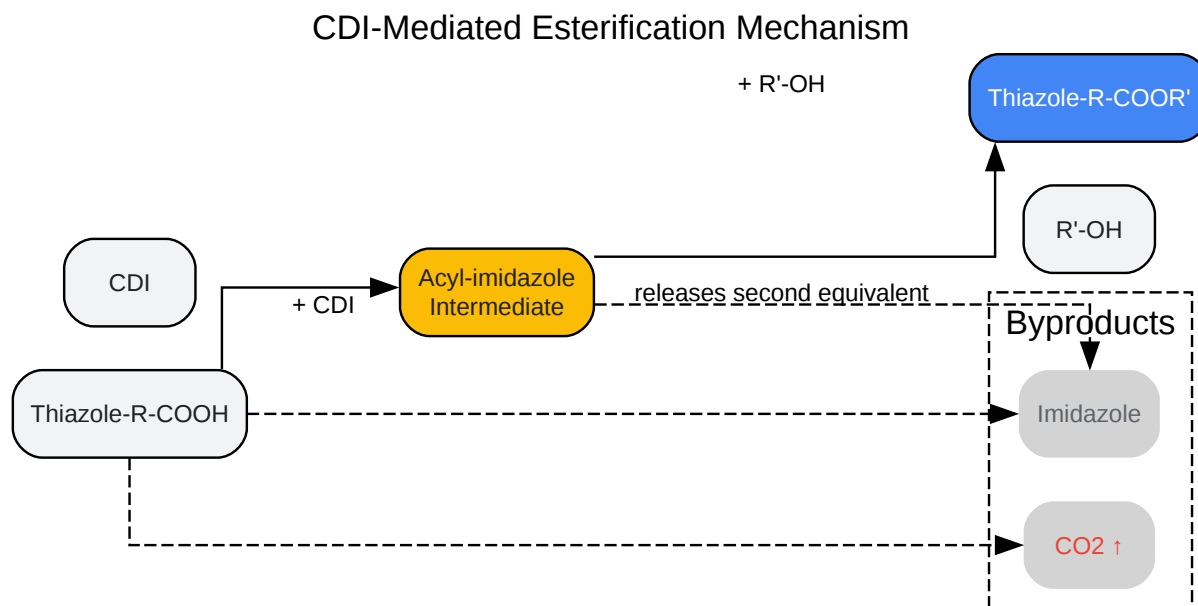 CDI-Mediated Esterification Mechanism
+ R'-OH
Thiazole-R-COOR'
R'-OH
CDI
Acyl-imidazole
Intermediate
+ CDI
releases second equivalent
Byproducts
Thiazole-R-COOH
Imidazole
CO2 ↑